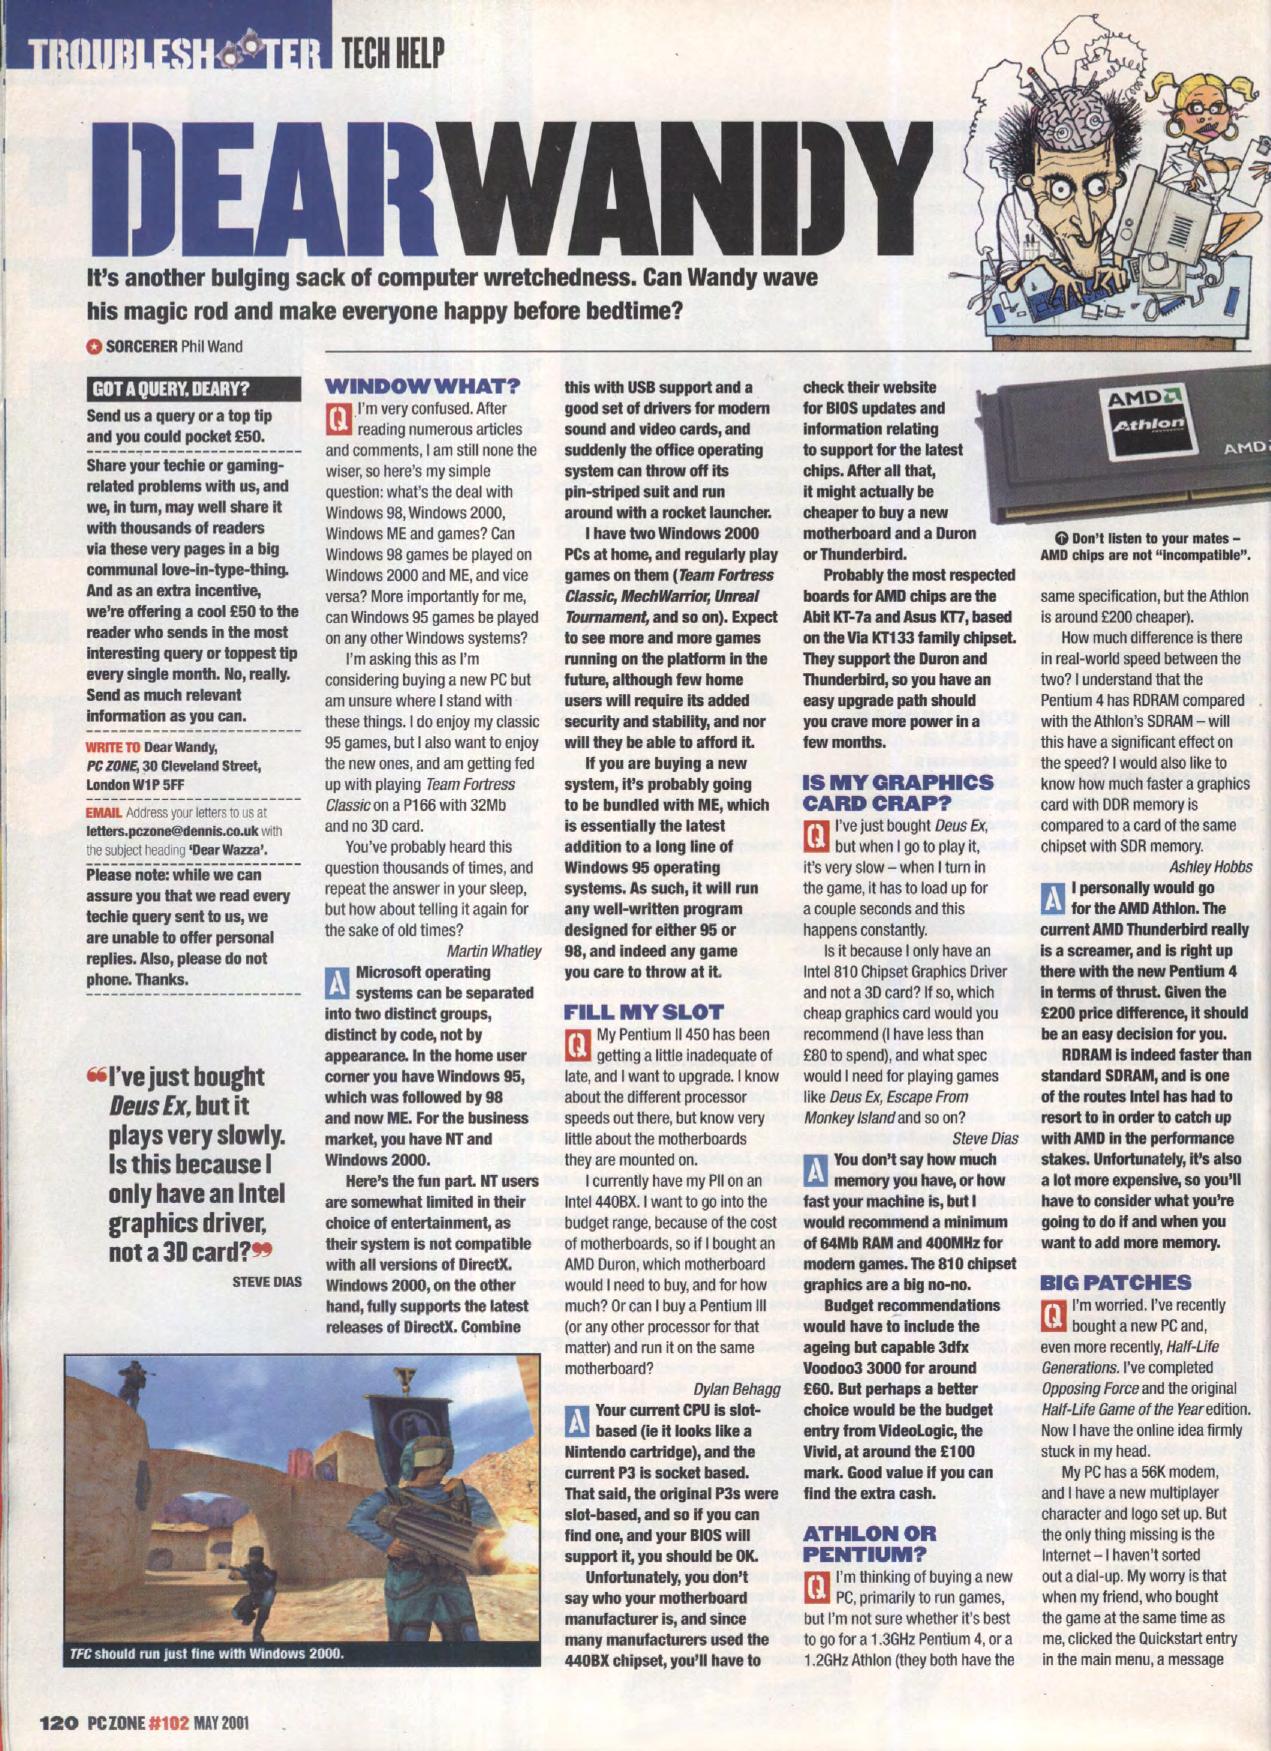 TROUBLESHOOTER TECH HELP
DEAR WANDY
It's another bulging sack of computer wretchedness. Can Wandy wave
his magic rod and make everyone happy before bedtime?
SORCERER Phil Wand
GOT A QUERY, DEARY?
Send us a query or a top tip
and you could pocket £50.
Share your techie or gaming-
related problems with us, and
we, in turn, may well share it
with thousands of readers
via these very pages in a big
communal love-in-type-thing.
And as an extra incentive,
we're offering a cool £50 to the
reader who sends in the most
interesting query or toppest tip
every single month. No, really.
Send as much relevant
information as you can.
WRITE TO Dear Wandy,
PC ZONE, 30 Cleveland Street,
London W1P 5FF
EMAIL Address your letters to us at
letters.pczone@dennis.co.uk with
the subject heading 'Dear Wazza'.
Please note: while we can
assure you that we read every
techie query sent to us, we
are unable to offer personal
replies. Also, please do not
phone. Thanks.
“I've just bought
Deus Ex, but it
plays very slowly.
Is this because I
only have an Intel
graphics driver,
not a 3D card?”
STEVE DIAS
WINDOW WHAT?
Q I'm very confused. After
reading numerous articles
and comments, I am still none the
wiser, so here's my simple
question: what's the deal with
Windows 98, Windows 2000,
Windows ME and games? Can
Windows 98 games be played on
Windows 2000 and ME, and vice
versa? More importantly for me,
can Windows 95 games be played
on any other Windows systems?
I'm asking this as I'm
considering buying a new PC but
am unsure where I stand with
these things. I do enjoy my classic
95 games, but I also want to enjoy
the new ones, and am getting fed
up with playing Team Fortress
Classic on a P166 with 32Mb
and no 3D card.
You've probably heard this
question thousands of times, and
repeat the answer in your sleep,
but how about telling it again for
the sake of old times?
Martin Whatley
A Microsoft operating
systems can be separated
into two distinct groups,
distinct by code, not by
appearance. In the home user
corner you have Windows 95,
which was followed by 98
and now ME. For the business
market, you have NT and
Windows 2000.
Here's the fun part. NT users
are somewhat limited in their
choice of entertainment, as
their system is not compatible
with all versions of DirectX.
Windows 2000, on the other
hand, fully supports the latest
releases of DirectX. Combine
this with USB support and a
good set of drivers for modern
sound and video cards, and
suddenly the office operating
system can throw off its
pin-striped suit and run
around with a rocket launcher.
I have two Windows 2000
PCs at home, and regularly play
games on them (Team Fortress
Classic, MechWarrior, Unreal
Tournament, and so on). Expect
to see more and more games
running on the platform in the
future, although few home
users will require its added
security and stability, and nor
will they be able to afford it.
If you are buying a new
system, it's probably going
to be bundled with ME, which
is essentially the latest
addition to a long line of
Windows 95 operating
systems. As such, it will run
any well-written program
designed for either 95 or
98, and indeed any game
you care to throw at it.
FILL MY SLOT
Q My Pentium II 450 has been
getting a little inadequate of
late, and I want to upgrade. I know
about the different processor
speeds out there, but know very
little about the motherboards
they are mounted on.
I currently have my PII on an
Intel 440BX. I want to go into the
budget range, because of the cost
of motherboards, so if I bought an
AMD Duron, which motherboard
would I need to buy, and for how
much? Or can I buy a Pentium III
(or any other processor for that
matter) and run it on the same
motherboard?
Dylan Behagg
A Your current CPU is slot-
based (ie it looks like a
Nintendo cartridge), and the
current P3 is socket based.
That said, the original P3s were
slot-based, and so if you can
find one, and your BIOS will
support it, you should be OK.
Unfortunately, you don't
say who your motherboard
manufacturer is, and since
many manufacturers used the
440BX chipset, you'll have to
check their website
for BIOS updates and
information relating
to support for the latest
chips. After all that,
it might actually be
cheaper to buy a new
motherboard and a Duron
or Thunderbird.
Probably the most respected
boards for AMD chips are the
Abit KT-7a and Asus KT7, based
on the Via KT133 family chipset.
They support the Duron and
Thunderbird, so you have an
easy upgrade path should
you crave more power in a
few months.
IS MY GRAPHICS
CARD CRAP?
Q I've just bought Deus Ex,
but when I go to play it,
it's very slow – when I turn in
the game, it has to load up for
a couple seconds and this
happens constantly.
Is it because I only have an
Intel 810 Chipset Graphics Driver
and not a 3D card? If so, which
cheap graphics card would you
recommend (I have less than
£80 to spend), and what spec
would I need for playing games
like Deus Ex, Escape From
Monkey Island and so on?
Steve Dias
A You don't say how much
memory you have, or how
fast your machine is, but I
would recommend a minimum
of 64Mb RAM and 400MHz for
modern games. The 810 chipset
graphics are a big no-no.
Budget recommendations
would have to include the
ageing but capable 3dfx
Voodoo3 3000 for around
£60. But perhaps a better
choice would be the budget
entry from VideoLogic, the
Vivid, at around the £100
mark. Good value if you can
find the extra cash.
ATHLON OR
PENTIUM?
Q I'm thinking of buying a new
PC, primarily to run games,
but I'm not sure whether it's best
to go for a 1.3GHz Pentium 4, or a
1.2GHz Athlon (they both have the
AMD
Athlon
AMD
Don't listen to your mates –
AMD chips are not "incompatible".
same specification, but the Athlon
is around £200 cheaper).
How much difference is there
in real-world speed between the
two? I understand that the
Pentium 4 has RDRAM compared
with the Athlon's SDRAM – will
this have a significant effect on
the speed? I would also like to
know how much faster a graphics
card with DDR memory is
compared to a card of the same
chipset with SDR memory.
Ashley Hobbs
A I personally would go
for the AMD Athlon. The
current AMD Thunderbird really
is a screamer, and is right up
there with the new Pentium 4
in terms of thrust. Given the
£200 price difference, it should
be an easy decision for you.
RDRAM is indeed faster than
standard SDRAM, and is one
of the routes Intel has had to
resort to in order to catch up
with AMD in the performance
stakes. Unfortunately, it's also
a lot more expensive, so you'll
have to consider what you're
going to do if and when you
want to add more memory.
BIG PATCHES
Q I'm worried. I've recently
bought a new PC and,
even more recently, Half-Life
Generations. I've completed
Opposing Force and the original
Half-Life Game of the Year edition.
Now I have the online idea firmly
stuck in my head.
My PC has a 56K modem,
and I have a new multiplayer
character and logo set up. But
the only thing missing is the
Internet – I haven't sorted
out a dial-up. My worry is that
when my friend, who bought
the game at the same time as
me, clicked the Quickstart entry
in the main menu, a message
TFC should run just fine with Windows 2000.
120 PCZONE #102 MAY 2001